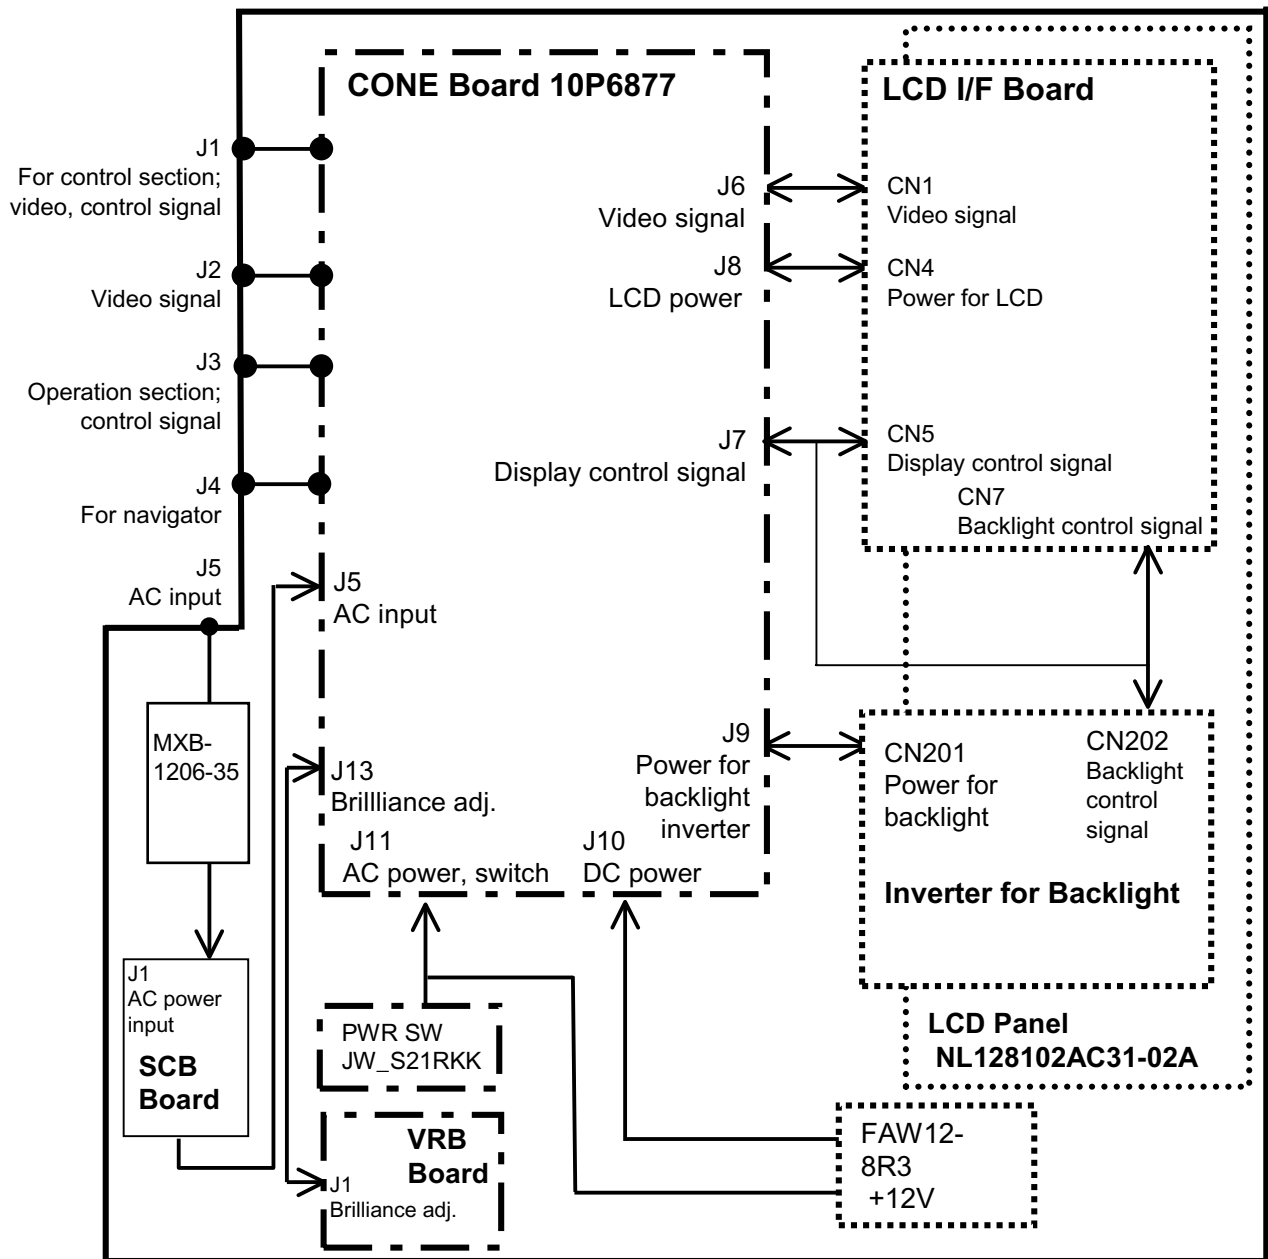 CONE Board 10P6877
LCD I/F Board
J1
For control section;
video, control signal
J2
Video signal
J3
Operation section;
control signal
J4
For navigator
J5
AC input
J6
Video signal
J8
LCD power
J7
Display control signal
CN1
Video signal
CN4
Power for LCD
CN5
Display control signal
CN7
Backlight control signal
J5
AC input
MXB-
1206-35
J13
Brillliance adj.
J11
AC power, switch
J10
DC power
J9
Power for
backlight
inverter
CN201
Power for
backlight
CN202
Backlight
control
signal
Inverter for Backlight
J1
AC power
input
SCB
Board
PWR SW
JW_S21RKK
VRB
Board
J1
Brilliance adj.
LCD Panel
NL128102AC31-02A
FAW12-
8R3
+12V